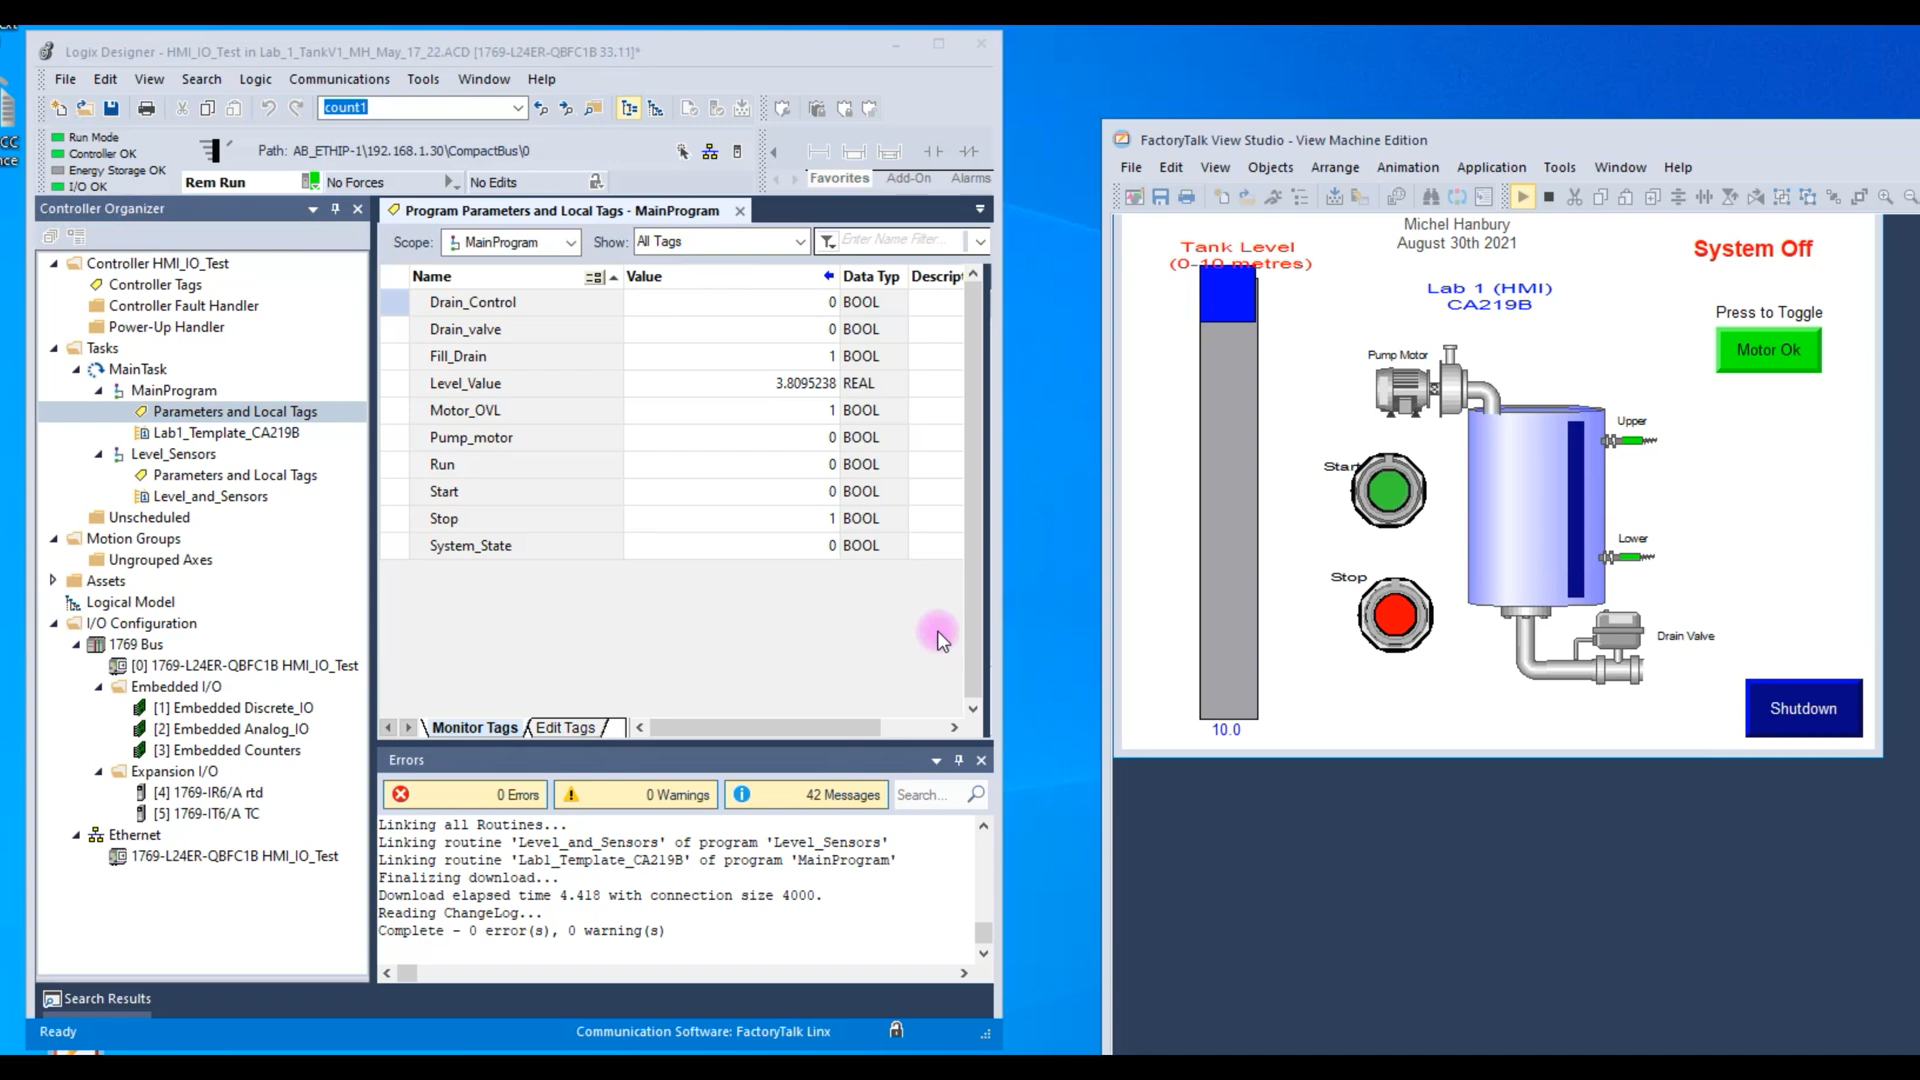 Logix Designer - HMI_IO_Test in Lab_1_TankV1_MH_May_17_22.ACD [1769-L24ER-QBFC1B 33.11]*
File Edit View Search Logic Communications Tools Window Help
count1
Run Mode
Controller OK
Energy Storage OK
I/O OK
Path: AB_ETHIP-1\192.168.1.30\CompactBus\0
Rem Run
No Forces
No Edits
Favorites Add-On Alarms
Controller Organizer
Controller HMI_IO_Test
Controller Tags
Controller Fault Handler
Power-Up Handler
Tasks
MainTask
MainProgram
Parameters and Local Tags
Lab1_Template_CA219B
Level_Sensors
Parameters and Local Tags
Level_and_Sensors
Unscheduled
Motion Groups
Ungrouped Axes
Assets
Logical Model
I/O Configuration
1769 Bus
[0] 1769-L24ER-QBFC1B HMI_IO_Test
Embedded I/O
[1] Embedded Discrete_IO
[2] Embedded Analog_IO
[3] Embedded Counters
Expansion I/O
[4] 1769-IR6/A rtd
[5] 1769-IT6/A TC
Ethernet
1769-L24ER-QBFC1B HMI_IO_Test
Program Parameters and Local Tags - MainProgram
Scope: MainProgram Show: All Tags Enter Name Filter...
Name Value Data Typ Descript
Drain_Control 0 BOOL
Drain_valve 0 BOOL
Fill_Drain 1 BOOL
Level_Value 3.8095238 REAL
Motor_OVL 1 BOOL
Pump_motor 0 BOOL
Run 0 BOOL
Start 0 BOOL
Stop 1 BOOL
System_State 0 BOOL
Monitor Tags Edit Tags
Errors
0 Errors 0 Warnings 42 Messages Search...
Linking all Routines...
Linking routine 'Level_and_Sensors' of program 'Level_Sensors'
Linking routine 'Lab1_Template_CA219B' of program 'MainProgram'
Finalizing download...
Download elapsed time 4.418 with connection size 4000.
Reading ChangeLog...
Complete - 0 error(s), 0 warning(s)
Search Results
Ready
Communication Software: FactoryTalk Linx
FactoryTalk View Studio - View Machine Edition
File Edit View Objects Arrange Animation Application Tools Window Help
Michel Hanbury
August 30th 2021
Tank Level
(0-10 metres)
System Off
Lab 1 (HMI)
CA219B
Press to Toggle
Motor Ok
Pump Motor
Upper
Start
Lower
Stop
Drain Valve
Shutdown
10.0